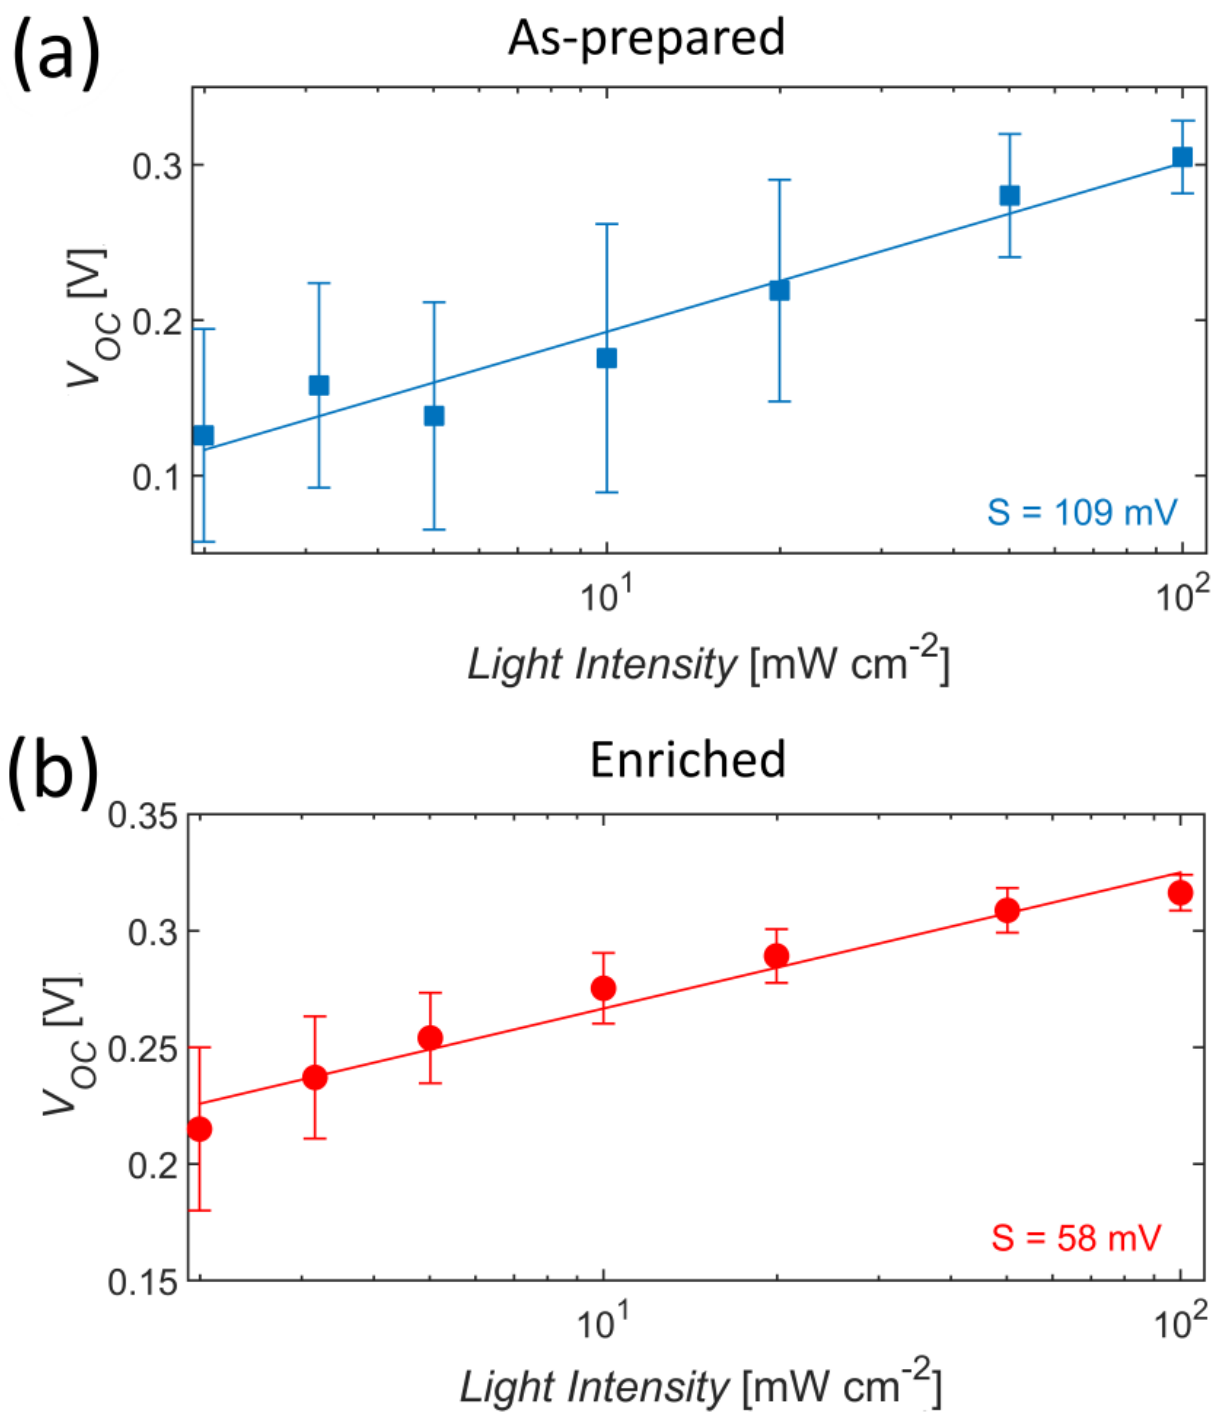 (a)
As-prepared
0.3
0.2
0.1
V_OC [V]
S = 109 mV
10^1
10^2
Light Intensity [mW cm^-2]
(b)
Enriched
0.35
0.3
0.25
0.2
0.15
V_OC [V]
S = 58 mV
10^1
10^2
Light Intensity [mW cm^-2]